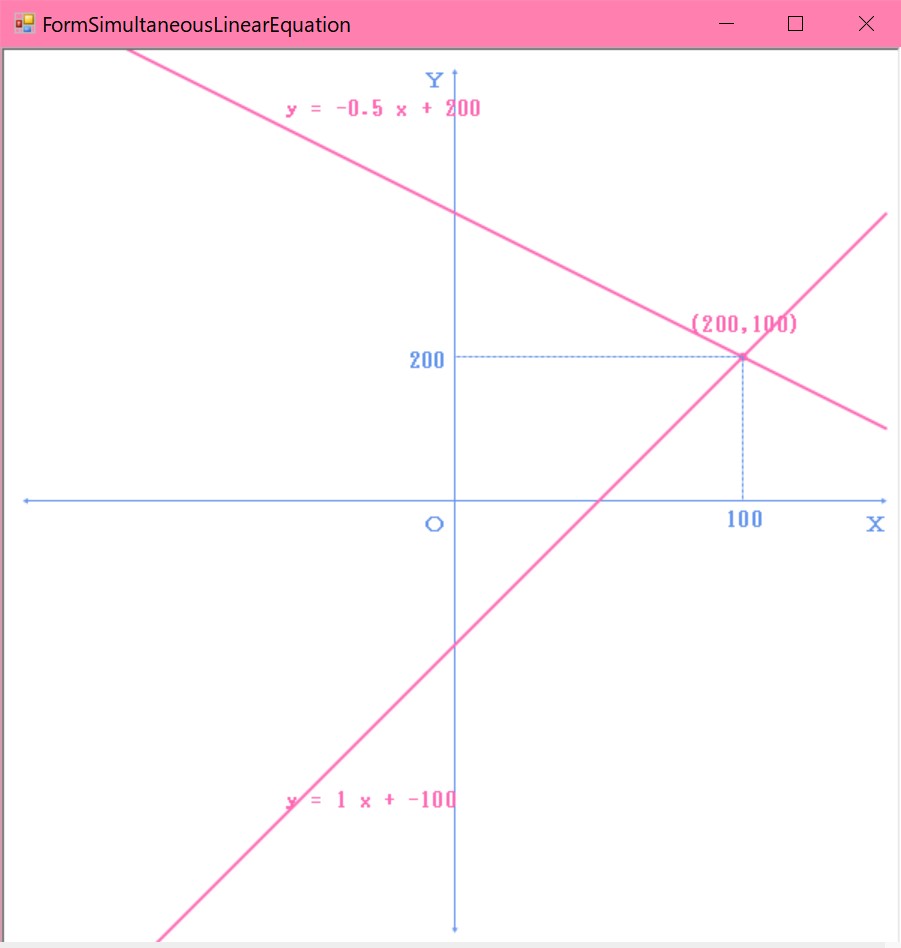 FormSimultaneousLinearEquation
Y
y = -0.5 x + 200
(200,100)
200
O
100
X
y = 1 x + -100